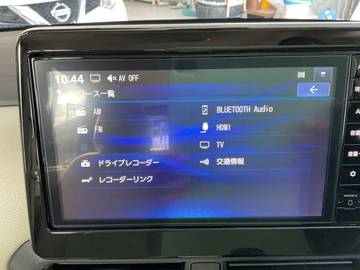 10:44 AV OFF
ソース一覧
AM
BLUETOOTH Audio
FM
HDMI
TV
ドライブレコーダー
交通情報
レコーダーリンク